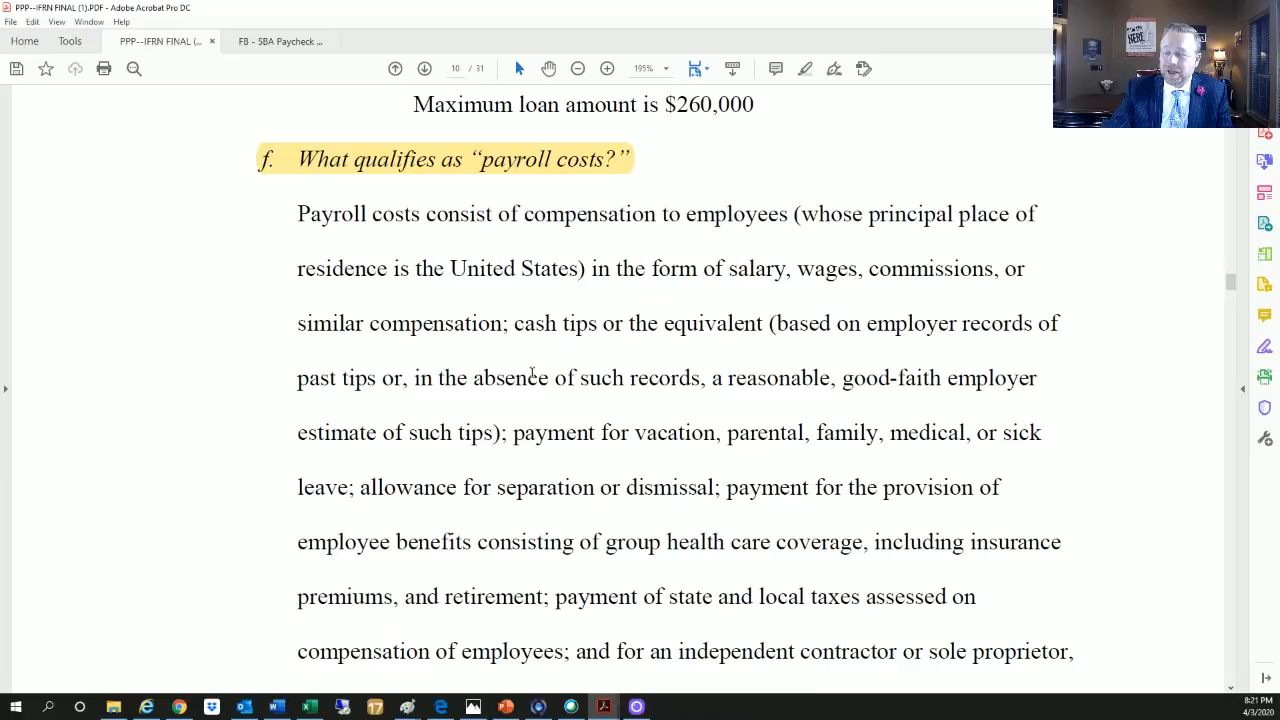 PPP--IFRN FINAL (1).PDF - Adobe Acrobat Pro DC
File Edit View Window Help
Home Tools PPP--IFRN FINAL (... × FB - SBA Paycheck ...
10 / 31 195%
HERE
Maximum loan amount is $260,000
f. What qualifies as “payroll costs?”
Payroll costs consist of compensation to employees (whose principal place of
residence is the United States) in the form of salary, wages, commissions, or
similar compensation; cash tips or the equivalent (based on employer records of
past tips or, in the absence of such records, a reasonable, good-faith employer
estimate of such tips); payment for vacation, parental, family, medical, or sick
leave; allowance for separation or dismissal; payment for the provision of
employee benefits consisting of group health care coverage, including insurance
premiums, and retirement; payment of state and local taxes assessed on
compensation of employees; and for an independent contractor or sole proprietor,
17
8:21 PM
4/3/2020